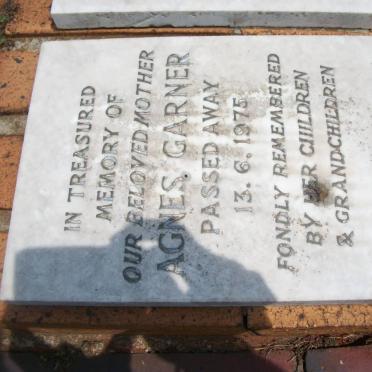 IN TREASURED
MEMORY OF
OUR BELOVED MOTHER
AGNES GARNER
PASSED AWAY
13. 6. 1975
FONDLY REMEMBERED
BY HER CHILDREN
& GRANDCHILDREN